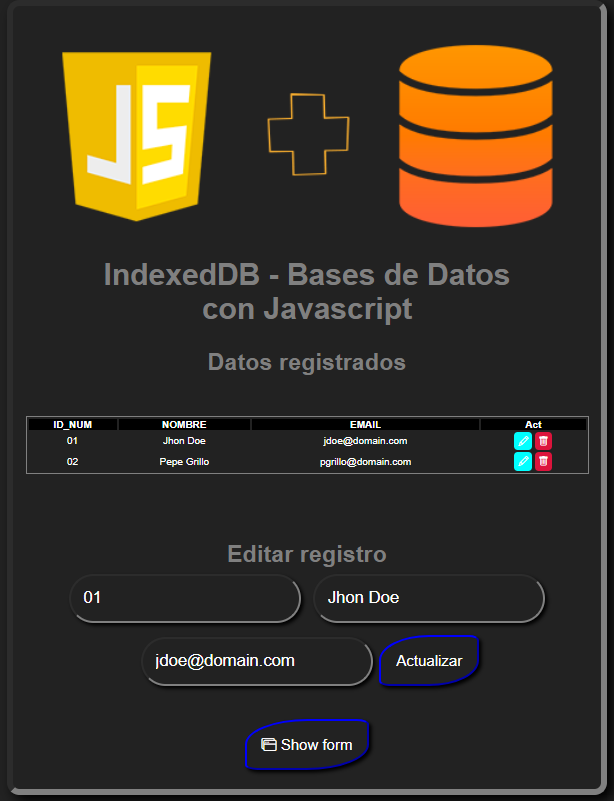 JS
IndexedDB - Bases de Datos
con Javascript
Datos registrados
ID_NUM NOMBRE EMAIL Act
01 Jhon Doe jdoe@domain.com
02 Pepe Grillo pgrillo@domain.com
Editar registro
01 Jhon Doe
jdoe@domain.com Actualizar
Show form